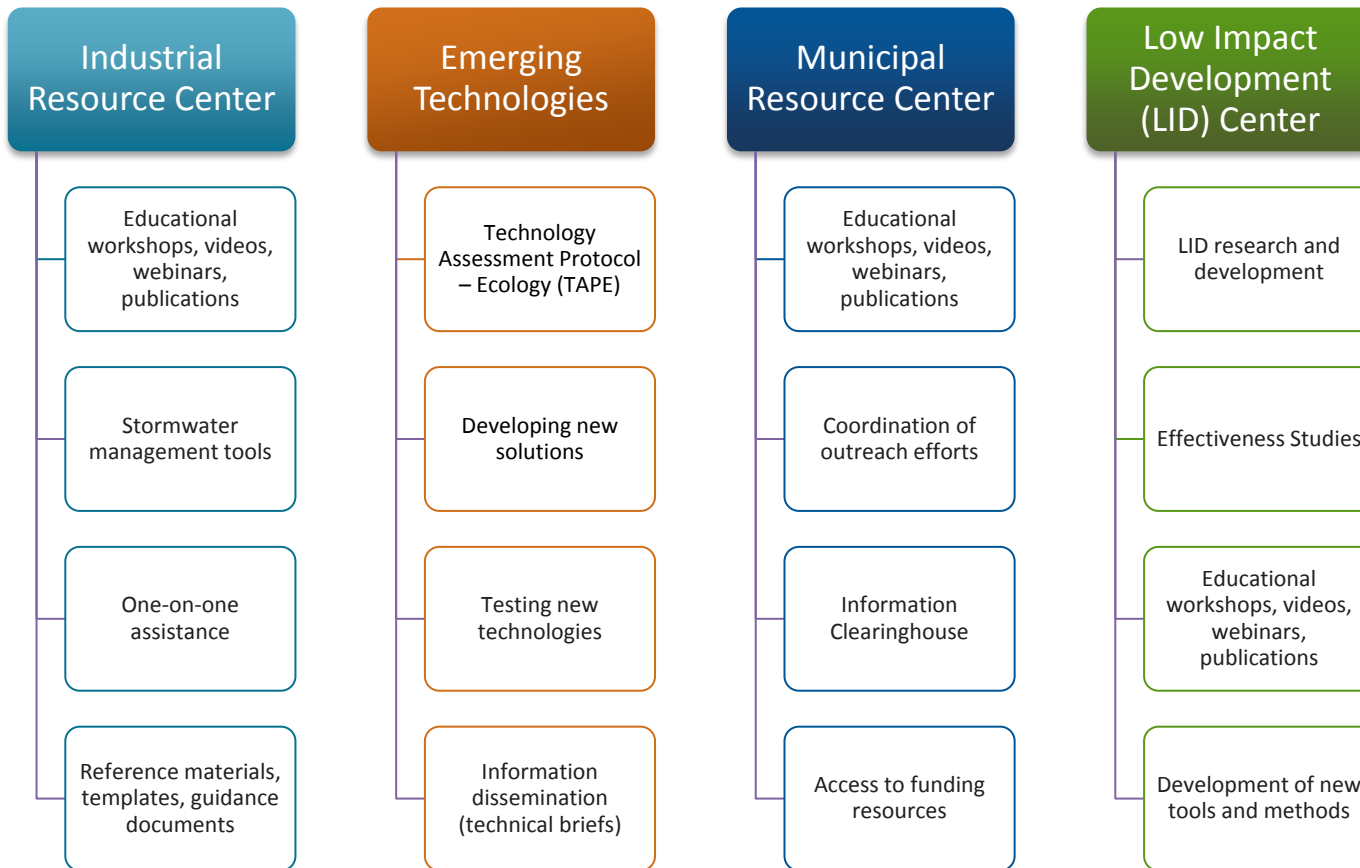 Industrial
Resource Center
Educational
workshops, videos,
webinars,
publications
Stormwater
management tools
One-on-one
assistance
Reference materials,
templates, guidance
documents
Emerging
Technologies
Technology
Assessment Protocol
– Ecology (TAPE)
Developing new
solutions
Testing new
technologies
Information
dissemination
(technical briefs)
Municipal
Resource Center
Educational
workshops, videos,
webinars,
publications
Coordination of
outreach efforts
Information
Clearinghouse
Access to funding
resources
Low Impact
Development
(LID) Center
LID research and
development
Effectiveness Studies
Educational
workshops, videos,
webinars,
publications
Development of new
tools and methods